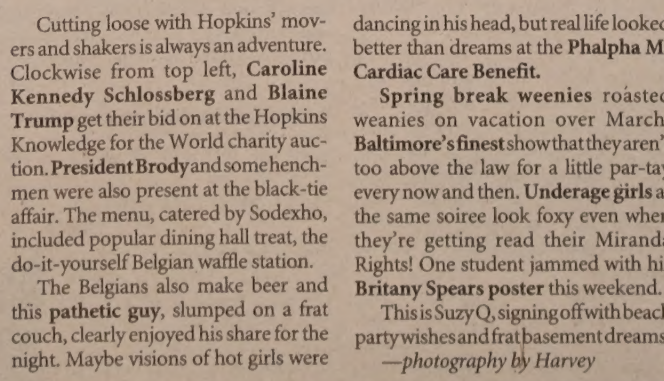 Cutting loose with Hopkins' mov-
ers and shakers is always an adventure.
Clockwise from top left, Caroline
Kennedy Schlossberg and Blaine
Trump get their bid on at the Hopkins
Knowledge for the World charity auc-
tion. President Brody and some hench-
men were also present at the black-tie
affair. The menu, catered by Sodexho,
included popular dining hall treat, the
do-it-yourself Belgian waffle station.
The Belgians also make beer and
this pathetic guy, slumped on a frat
couch, clearly enjoyed his share for the
night. Maybe visions of hot girls were
dancing in his head, but real life looked
better than dreams at the Phalpha M
Cardiac Care Benefit.
Spring break weenies roasted
weanies on vacation over March.
Baltimore's finest show that they aren't
too above the law for a little par-tay
every now and then. Underage girls a
the same soiree look foxy even when
they're getting read their Miranda
Rights! One student jammed with hi
Britany Spears poster this weekend.
This is Suzy Q, signing off with beach
party wishes and frat basement dreams
—photography by Harvey